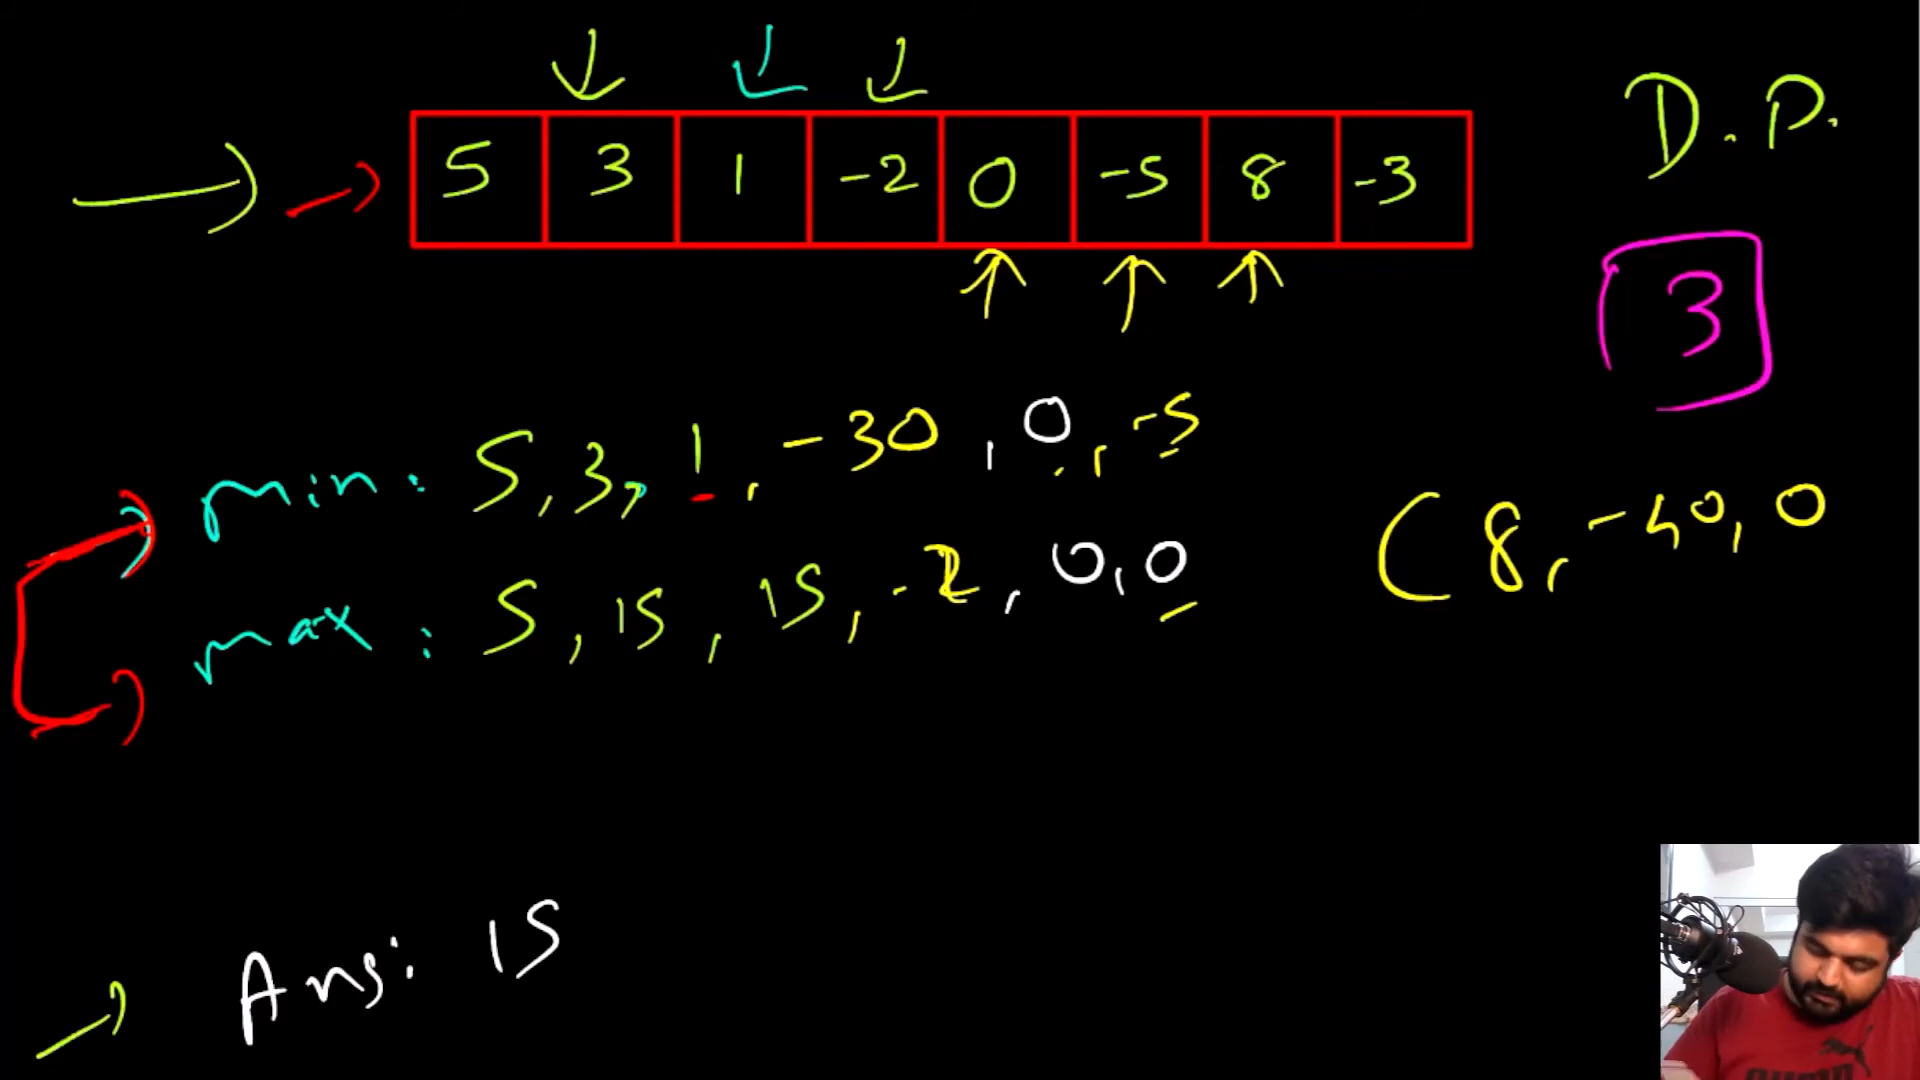 D.P.
5 3 1 -2 0 -5 8 -3
3
min: 5, 3, 1, -30, 0, -5
(8, -40, 0
max: 5, 15, 15, -2, 0, 0
Ans: 15